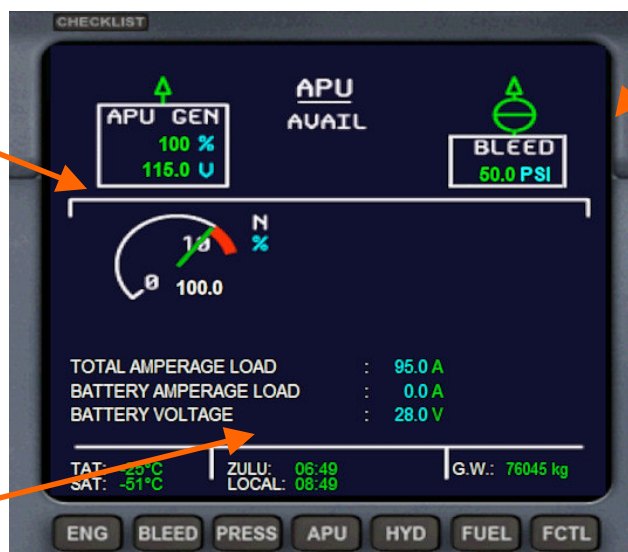 CHECKLIST
APU
AVAIL
APU GEN
100 %
115.0 V
BLEED
50.0 PSI
N
%
10
0
100.0
TOTAL AMPERAGE LOAD : 95.0 A
BATTERY AMPERAGE LOAD : 0.0 A
BATTERY VOLTAGE : 28.0 V
TAT: -25°C ZULU: 06:49 G.W.: 76045 kg
SAT: -51°C LOCAL: 08:49
ENG BLEED PRESS APU HYD FUEL FCTL